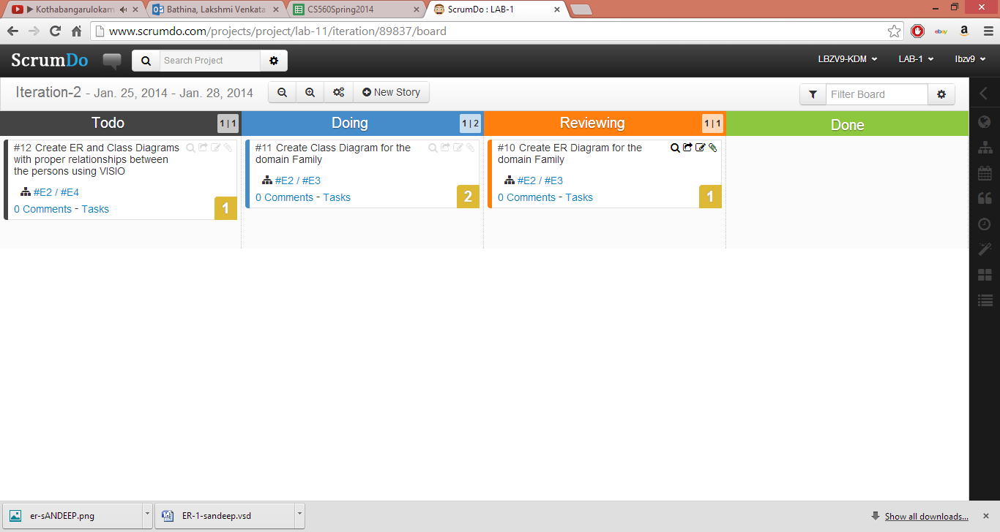 Kothabangarulokam
Bathina, Lakshmi Venkata
CS560Spring2014
ScrumDo : LAB-1
www.scrumdo.com/projects/project/lab-11/iteration/89837/board
ebay
a
ScrumDo
Search Project
LBZV9-KDM
LAB-1
lbzv9
Iteration-2 - Jan. 25, 2014 - Jan. 28, 2014
New Story
Filter Board
Todo
1 | 1
Doing
1 | 2
Reviewing
1 | 1
Done
#12 Create ER and Class Diagrams
with proper relationships between
the persons using VISIO
#E2 / #E4
0 Comments - Tasks
1
#11 Create Class Diagram for the
domain Family
#E2 / #E3
0 Comments - Tasks
2
#10 Create ER Diagram for the
domain Family
#E2 / #E3
0 Comments - Tasks
1
er-sANDEEP.png
ER-1-sandeep.vsd
Show all downloads...